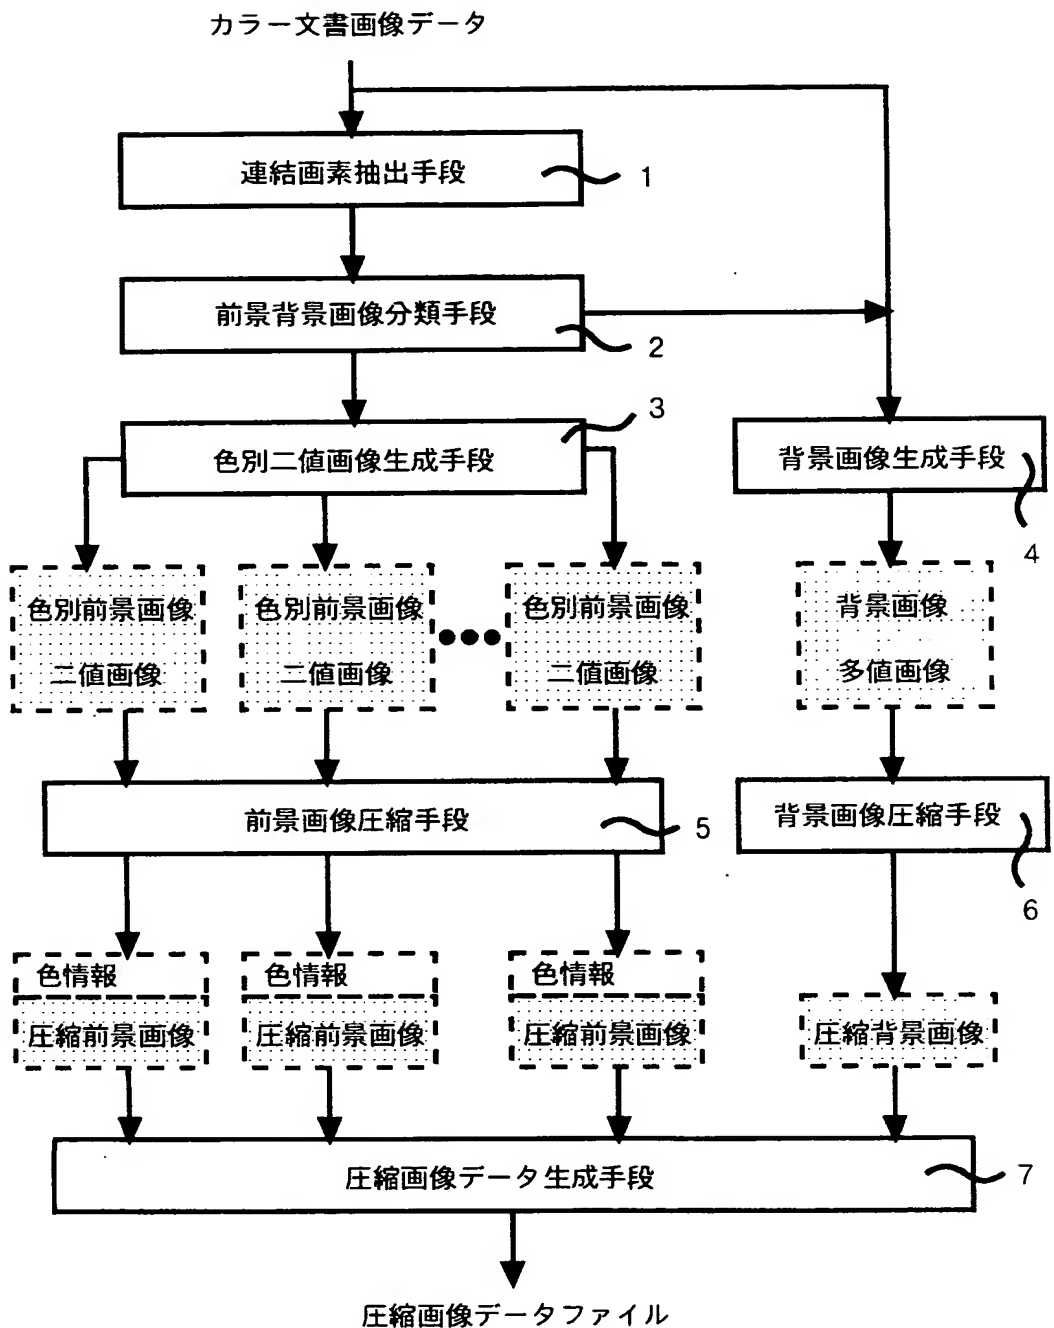 カラー文書画像データ
連結画素抽出手段
1
前景背景画像分類手段
2
3
色別二値画像生成手段
背景画像生成手段
4
色別前景画像
二値画像
色別前景画像
二値画像
色別前景画像
二値画像
背景画像
多値画像
前景画像圧縮手段
5
背景画像圧縮手段
6
色情報
圧縮前景画像
色情報
圧縮前景画像
色情報
圧縮前景画像
圧縮背景画像
圧縮画像データ生成手段
7
圧縮画像データファイル